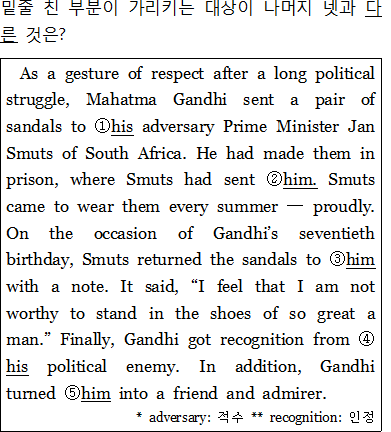 밑줄 친 부분이 가리키는 대상이 나머지 넷과 다
른 것은?
As a gesture of respect after a long political
struggle, Mahatma Gandhi sent a pair of
sandals to ①his adversary Prime Minister Jan
Smuts of South Africa. He had made them in
prison, where Smuts had sent ②him. Smuts
came to wear them every summer — proudly.
On the occasion of Gandhi's seventieth
birthday, Smuts returned the sandals to ③him
with a note. It said, “I feel that I am not
worthy to stand in the shoes of so great a
man.” Finally, Gandhi got recognition from ④
his political enemy. In addition, Gandhi
turned ⑤him into a friend and admirer.
* adversary: 적수 ** recognition: 인정